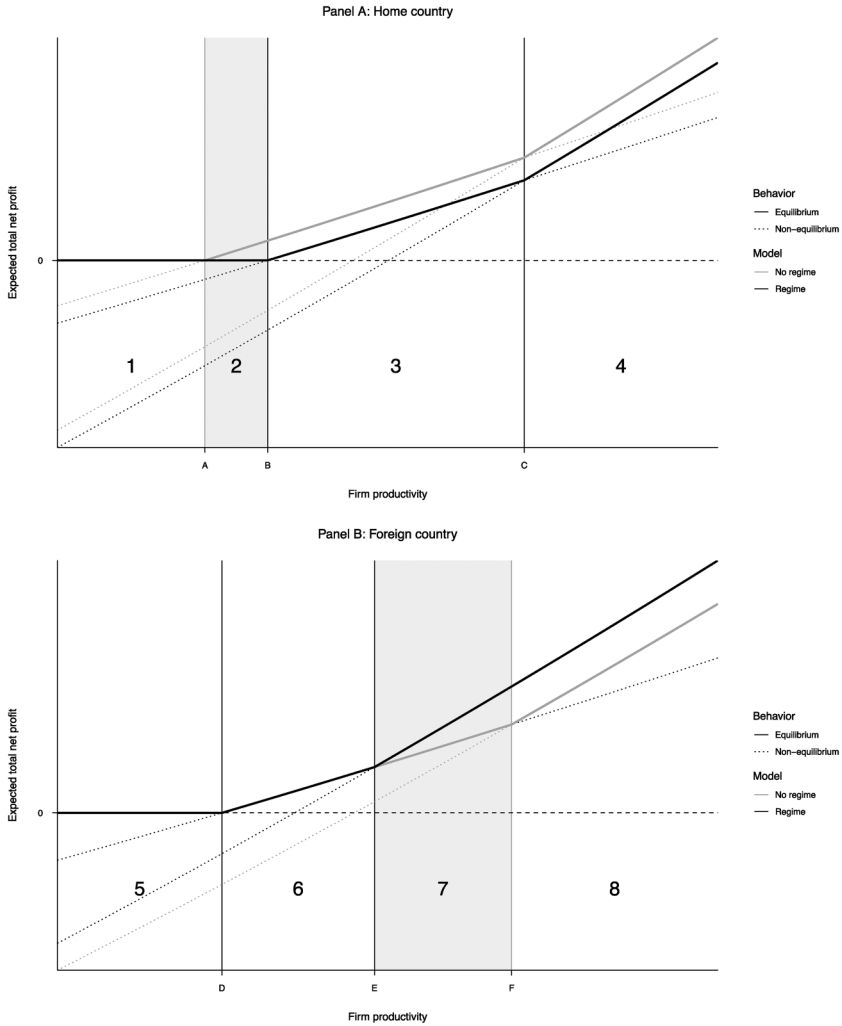 Panel A: Home country
Expected total net profit
0
1
2
3
4
A
B
C
Firm productivity
Behavior
Equilibrium
Non−equilibrium
Model
No regime
Regime
Panel B: Foreign country
Expected total net profit
0
5
6
7
8
D
E
F
Firm productivity
Behavior
Equilibrium
Non−equilibrium
Model
No regime
Regime